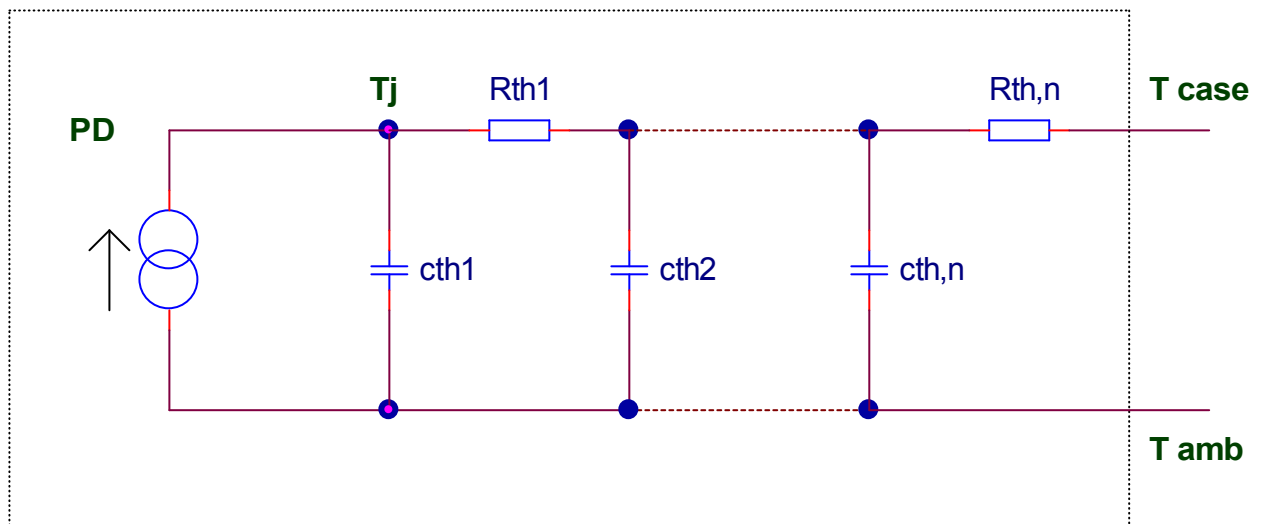 Tj
Rth1
Rth,n
T case
PD
cth1
cth2
cth,n
T amb